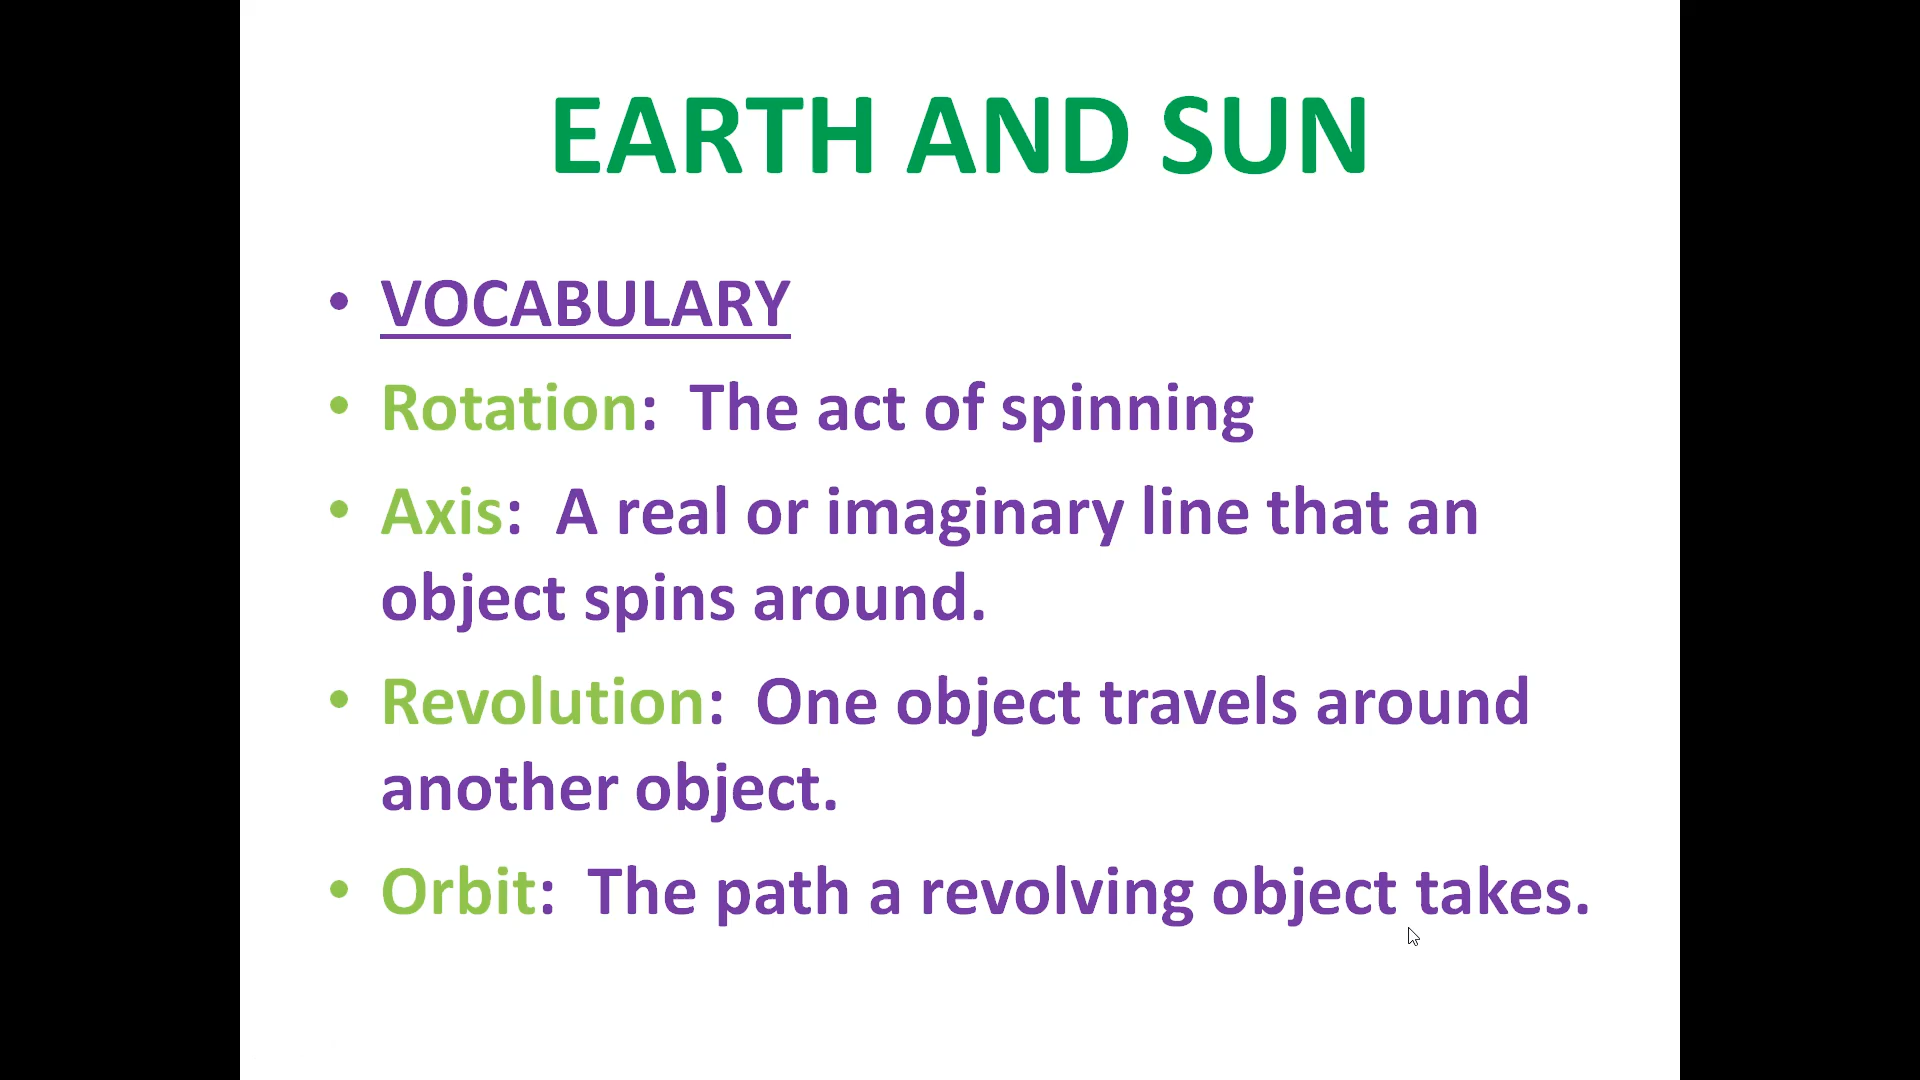 EARTH AND SUN
• VOCABULARY
• Rotation:  The act of spinning
• Axis:  A real or imaginary line that an
object spins around.
• Revolution:  One object travels around
another object.
• Orbit:  The path a revolving object takes.